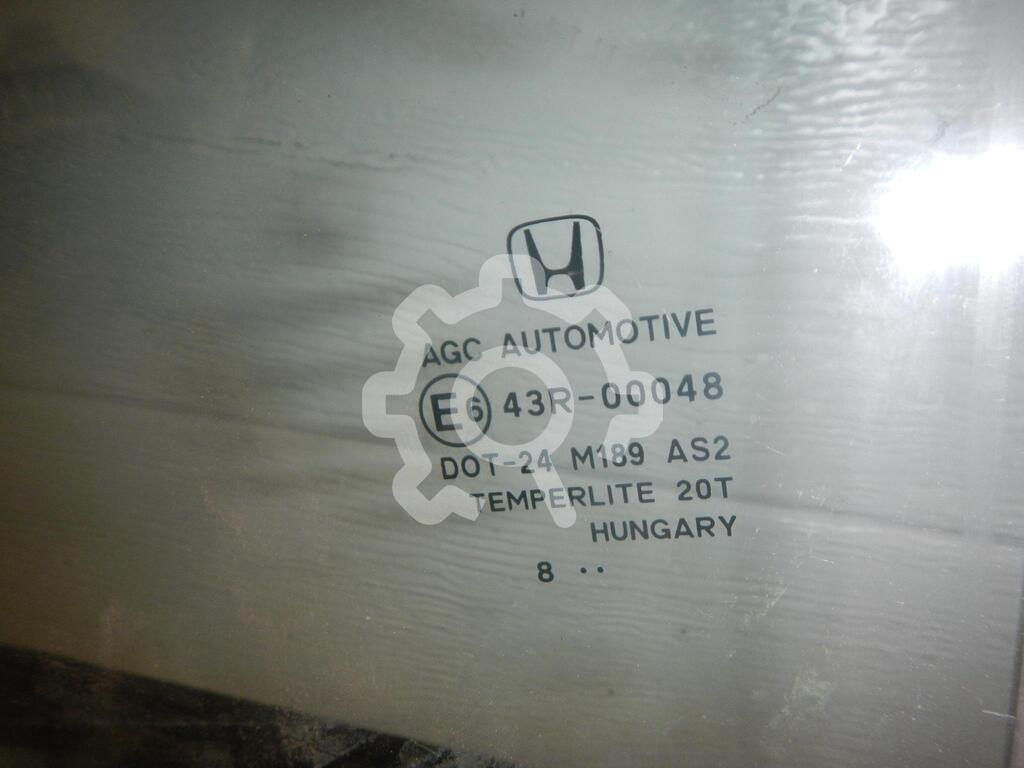 AGC AUTOMOTIVE
E6 43R-00048
DOT-24 M189 AS2
TEMPERLITE 20T
HUNGARY
8 ··